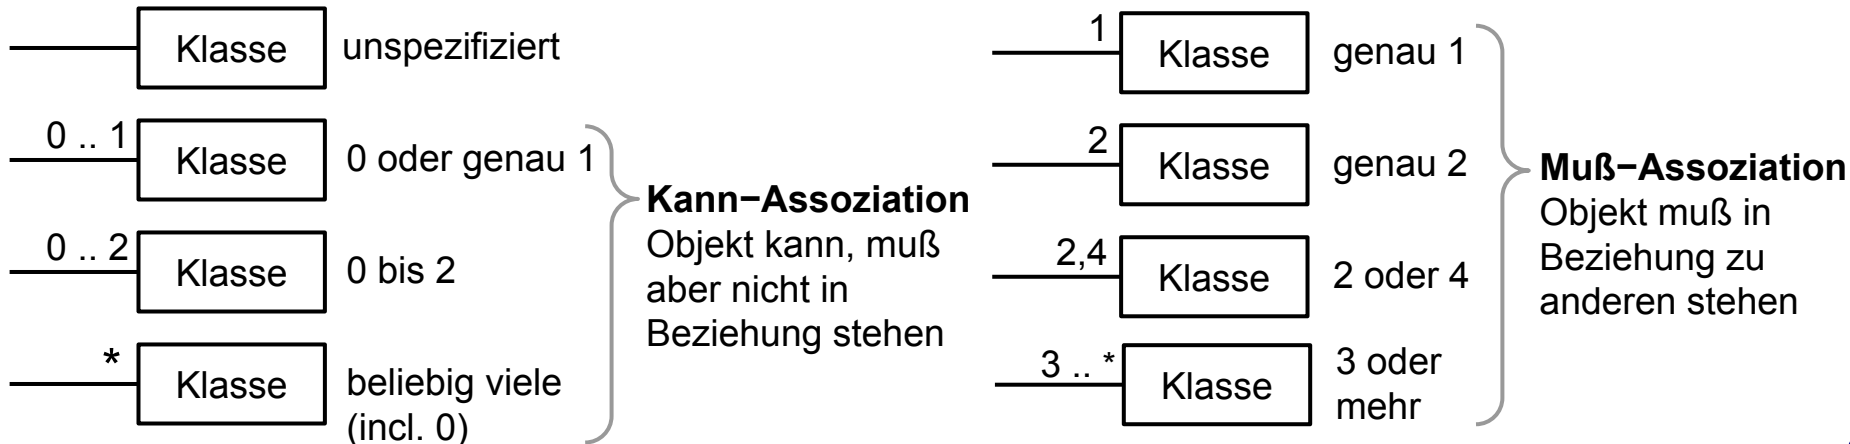 Klasse unspezifiziert
0 .. 1 Klasse 0 oder genau 1
0 .. 2 Klasse 0 bis 2
* Klasse beliebig viele
(incl. 0)
Kann−Assoziation
Objekt kann, muß
aber nicht in
Beziehung stehen
1 Klasse genau 1
2 Klasse genau 2
2,4 Klasse 2 oder 4
3 .. * Klasse 3 oder
mehr
Muß−Assoziation
Objekt muß in
Beziehung zu
anderen stehen